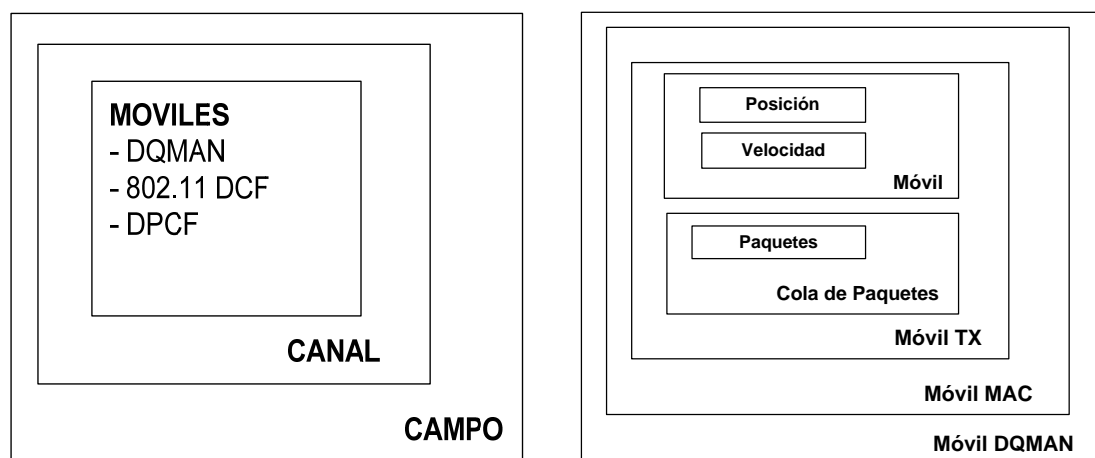 MOVILES
- DQMAN
- 802.11 DCF
- DPCF
CANAL
CAMPO
Posición
Velocidad
Móvil
Paquetes
Cola de Paquetes
Móvil TX
Móvil MAC
Móvil DQMAN